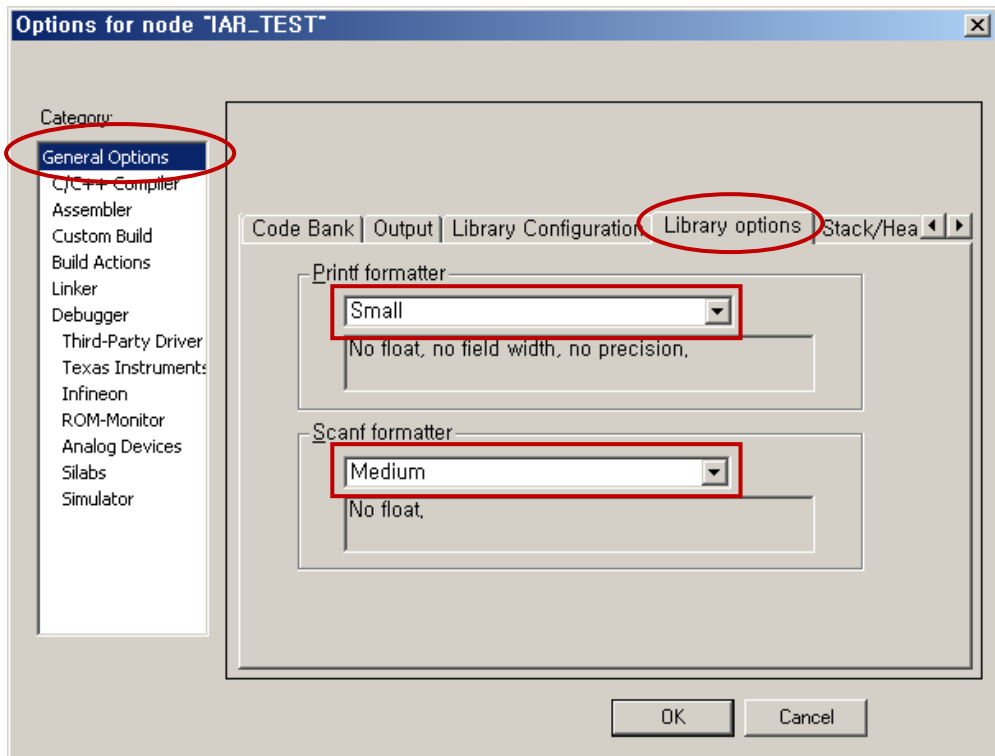 Options for node "IAR_TEST"
Category:
General Options
C/C++ Compiler
Assembler
Custom Build
Build Actions
Linker
Debugger
Third-Party Driver
Texas Instruments
Infineon
ROM-Monitor
Analog Devices
Silabs
Simulator
Code Bank Output Library Configuration Library options Stack/Hea
Printf formatter
Small
No float, no field width, no precision,
Scanf formatter
Medium
No float,
OK Cancel